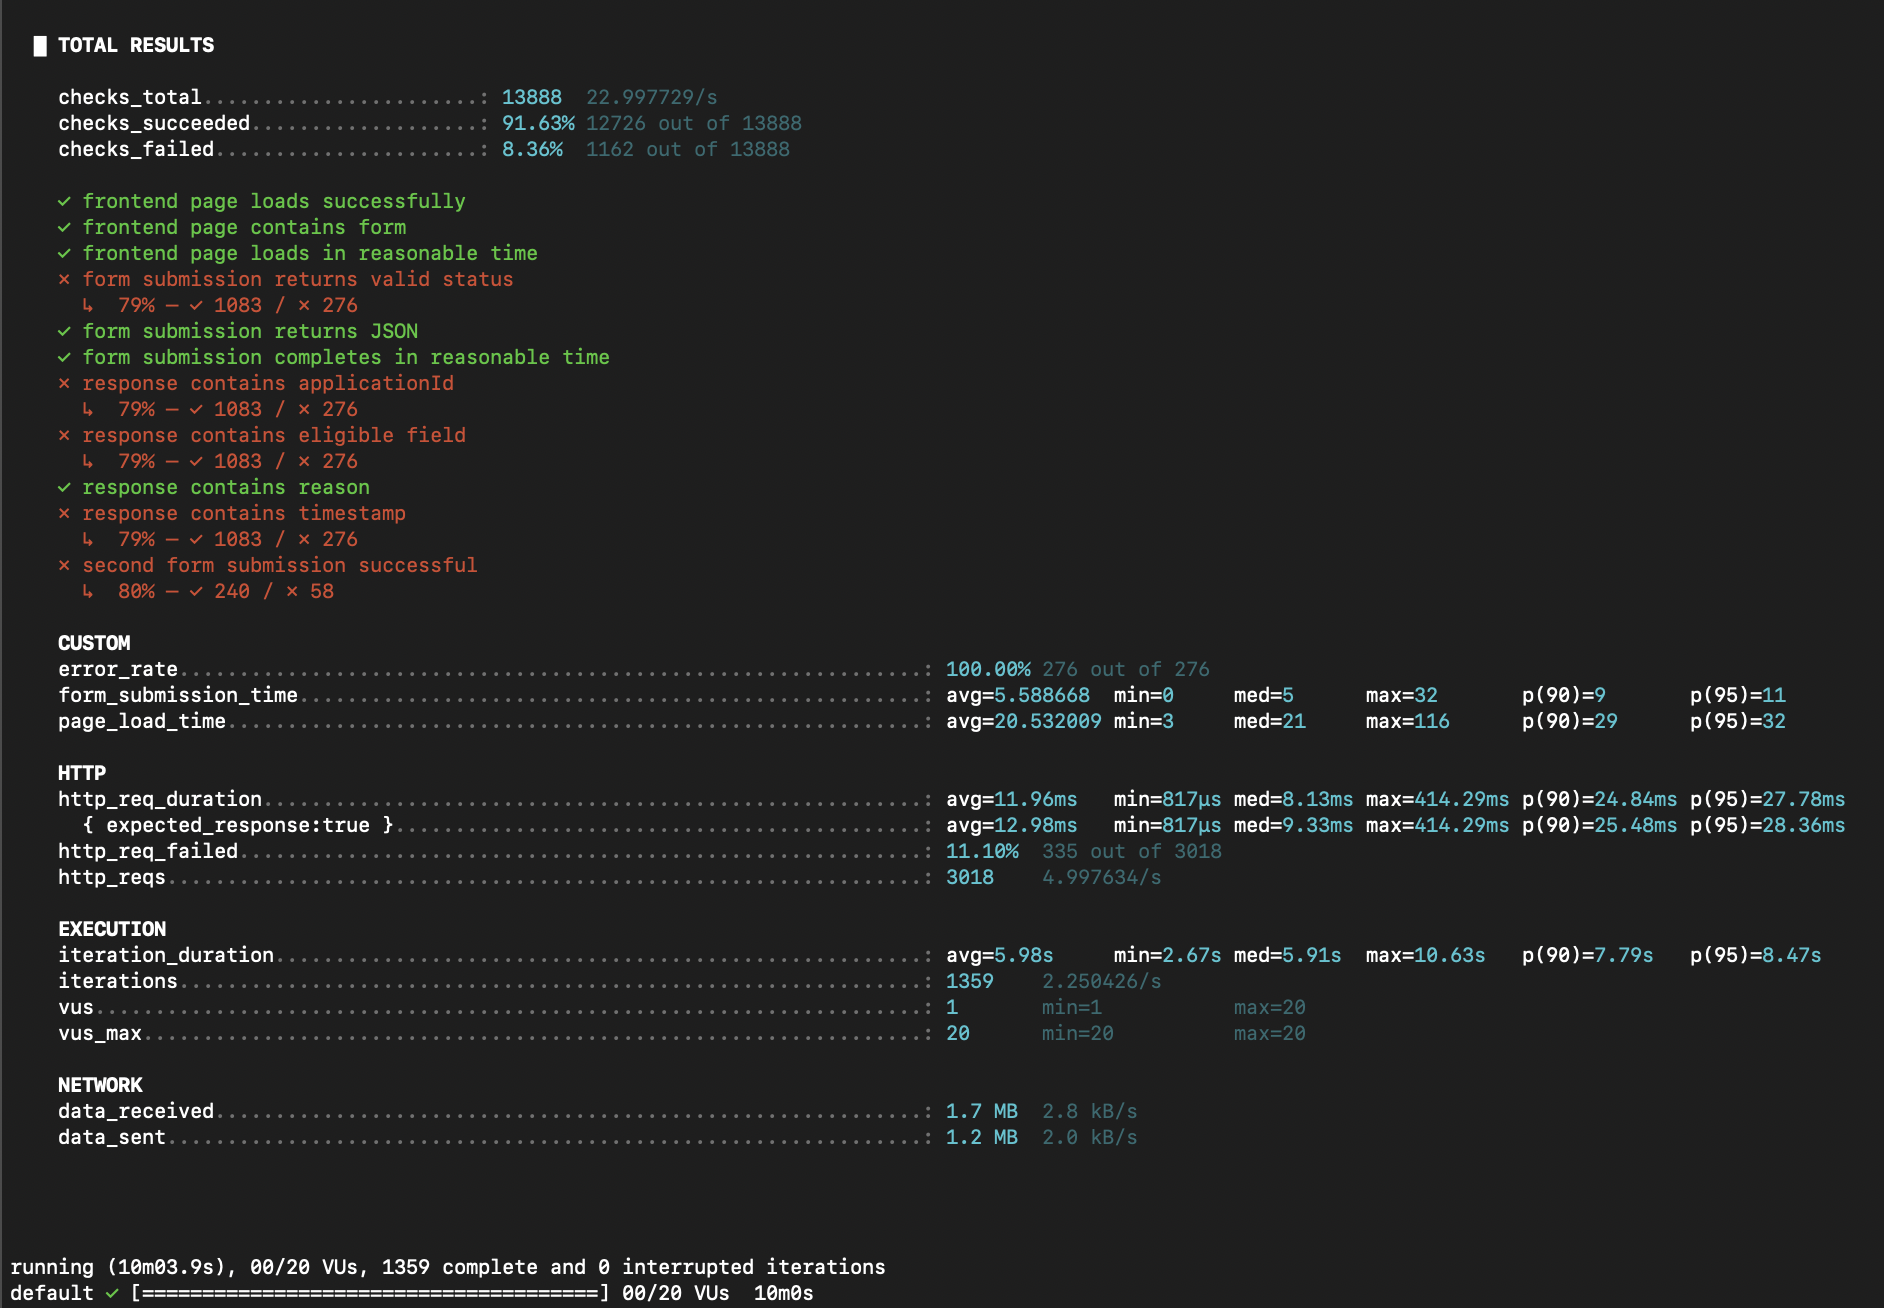 █ TOTAL RESULTS
checks_total.......................: 13888  22.997729/s
checks_succeeded...................: 91.63% 12726 out of 13888
checks_failed......................: 8.36%  1162 out of 13888
✓ frontend page loads successfully
✓ frontend page contains form
✓ frontend page loads in reasonable time
✗ form submission returns valid status
↳  79% — ✓ 1083 / ✗ 276
✓ form submission returns JSON
✓ form submission completes in reasonable time
✗ response contains applicationId
↳  79% — ✓ 1083 / ✗ 276
✗ response contains eligible field
↳  79% — ✓ 1083 / ✗ 276
✓ response contains reason
✗ response contains timestamp
↳  79% — ✓ 1083 / ✗ 276
✗ second form submission successful
↳  80% — ✓ 240 / ✗ 58
CUSTOM
error_rate..............................................................: 100.00% 276 out of 276
form_submission_time....................................................: avg=5.588668  min=0     med=5      max=32       p(90)=9       p(95)=11
page_load_time..........................................................: avg=20.532009 min=3     med=21     max=116      p(90)=29      p(95)=32
HTTP
http_req_duration.......................................................: avg=11.96ms   min=817µs med=8.13ms max=414.29ms p(90)=24.84ms p(95)=27.78ms
{ expected_response:true }............................................: avg=12.98ms   min=817µs med=9.33ms max=414.29ms p(90)=25.48ms p(95)=28.36ms
http_req_failed.........................................................: 11.10%  335 out of 3018
http_reqs...............................................................: 3018    4.997634/s
EXECUTION
iteration_duration......................................................: avg=5.98s     min=2.67s med=5.91s  max=10.63s   p(90)=7.79s   p(95)=8.47s
iterations..............................................................: 1359    2.250426/s
vus.....................................................................: 1       min=1           max=20
vus_max.................................................................: 20      min=20          max=20
NETWORK
data_received...........................................................: 1.7 MB  2.8 kB/s
data_sent...............................................................: 1.2 MB  2.0 kB/s
running (10m03.9s), 00/20 VUs, 1359 complete and 0 interrupted iterations
default ✓ [======================================] 00/20 VUs  10m0s